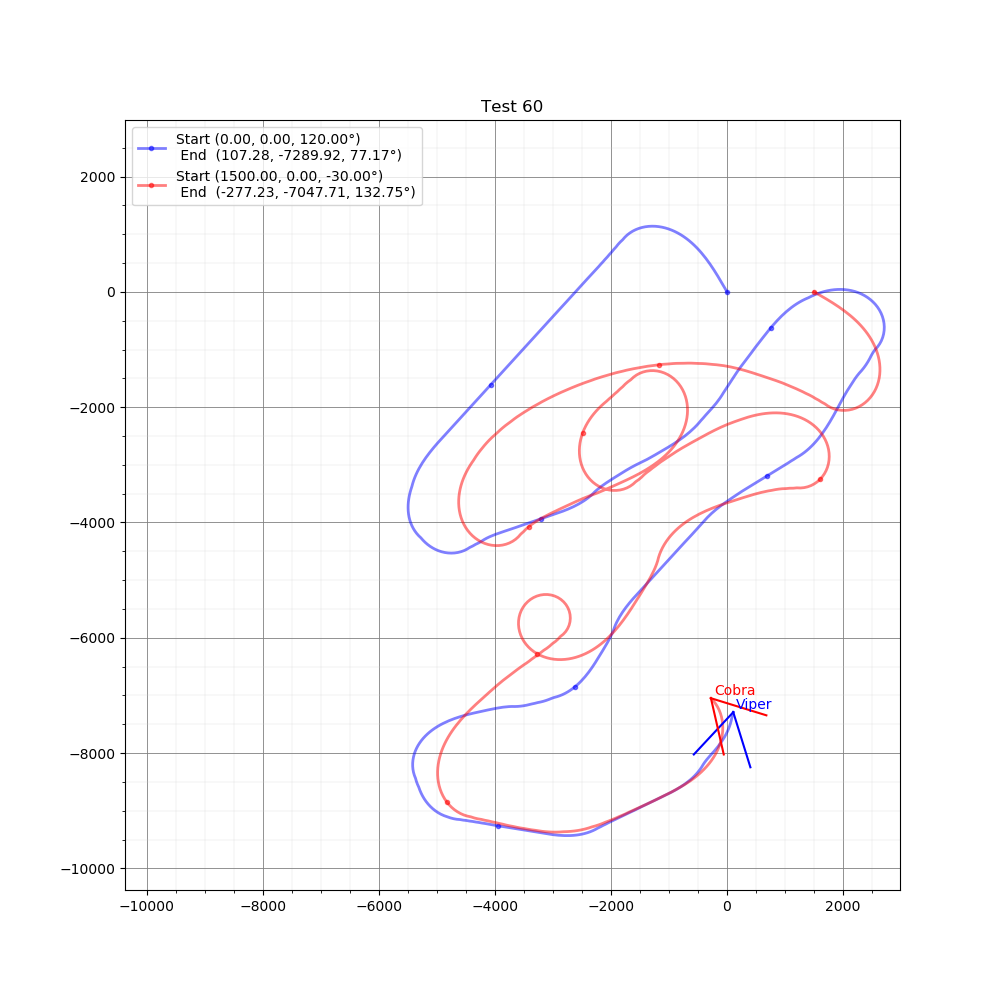 Test 60
Start (0.00, 0.00, 120.00°)
End (107.28, -7289.92, 77.17°)
Start (1500.00, 0.00, -30.00°)
End (-277.23, -7047.71, 132.75°)
2000
0
−2000
−4000
−6000
Cobra
Viper
−8000
−10000
−10000 −8000 −6000 −4000 −2000 0 2000